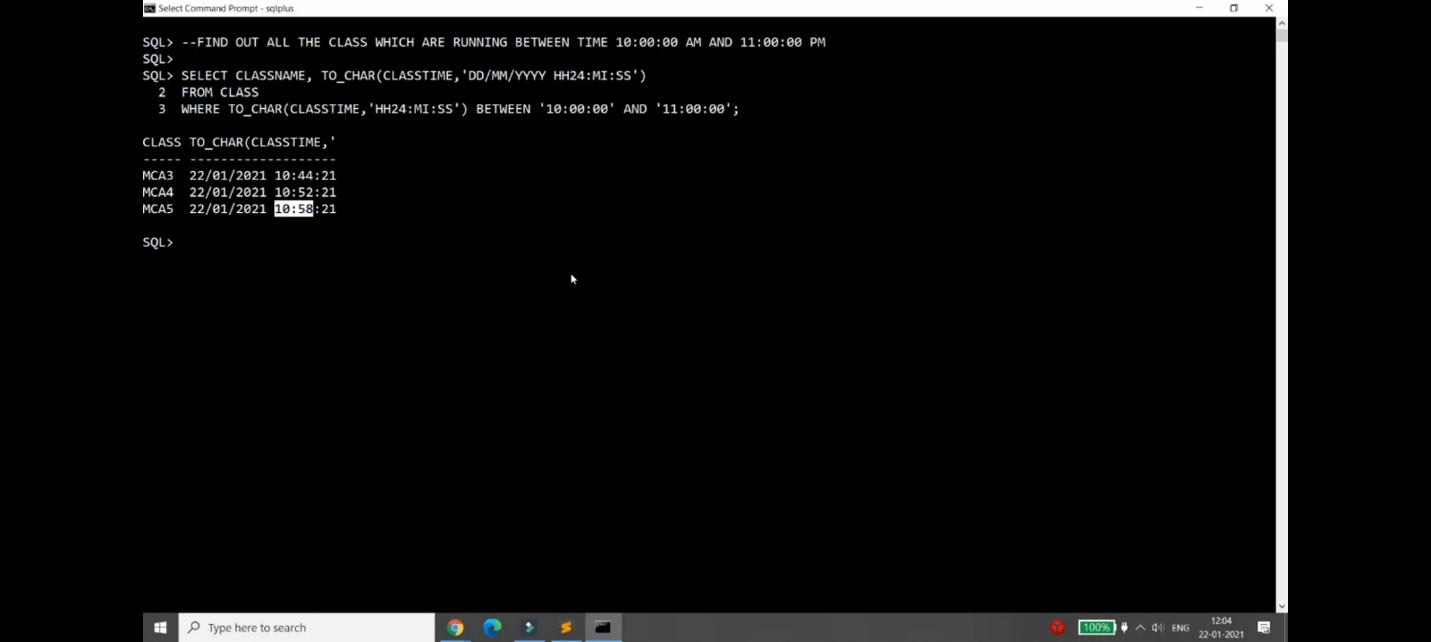 Select Command Prompt - sqlplus
SQL> --FIND OUT ALL THE CLASS WHICH ARE RUNNING BETWEEN TIME 10:00:00 AM AND 11:00:00 PM
SQL>
SQL> SELECT CLASSNAME, TO_CHAR(CLASSTIME,'DD/MM/YYYY HH24:MI:SS')
2 FROM CLASS
3 WHERE TO_CHAR(CLASSTIME,'HH24:MI:SS') BETWEEN '10:00:00' AND '11:00:00';
CLASS TO_CHAR(CLASSTIME,'
----- -------------------
MCA3 22/01/2021 10:44:21
MCA4 22/01/2021 10:52:21
MCA5 22/01/2021 10:58:21
SQL>
Type here to search
100%
ENG
12:04
22-01-2021